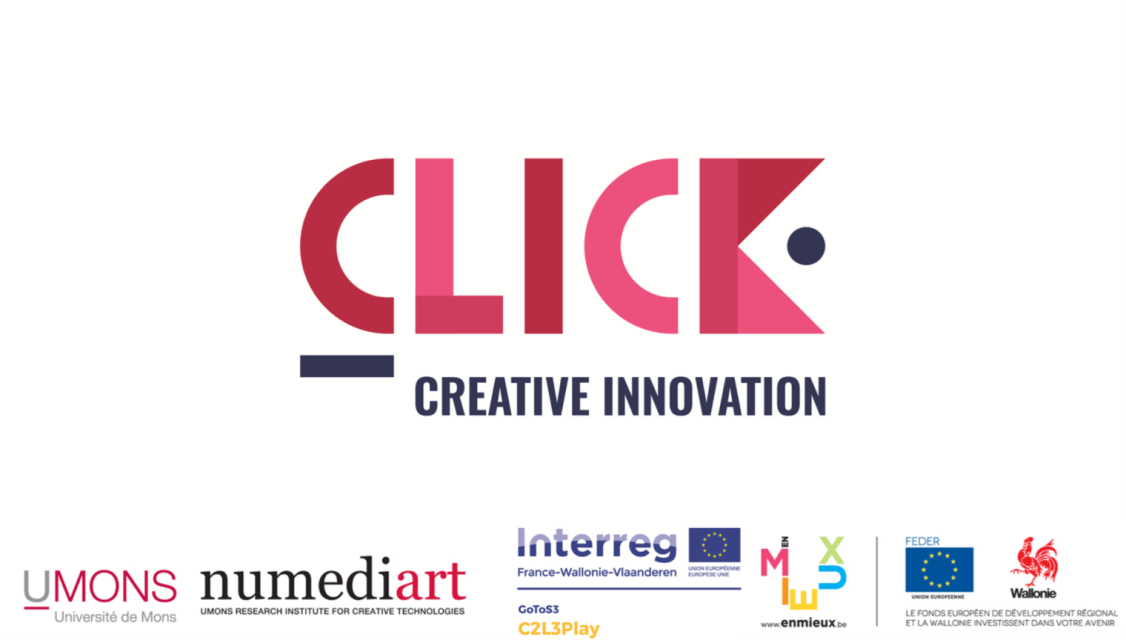 CLICK
CREATIVE INNOVATION
UMONS
Université de Mons
numediart
UMONS RESEARCH INSTITUTE FOR CREATIVE TECHNOLOGIES
Interreg
France-Wallonie-Vlaanderen
UNION EUROPÉENNE
EUROPESE UNIE
GoToS3
C2L3Play
EN
MIEUX
www.enmieux.be
FEDER
UNION EUROPEENNE
Wallonie
LE FONDS EUROPÉEN DE DÉVELOPPEMENT RÉGIONAL
ET LA WALLONIE INVESTISSENT DANS VOTRE AVENIR